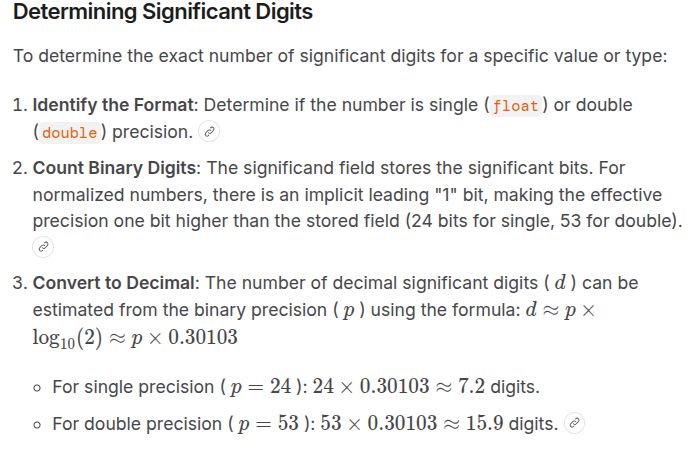 Determining Significant Digits
To determine the exact number of significant digits for a specific value or type:
1. Identify the Format: Determine if the number is single (float) or double
(double) precision.
2. Count Binary Digits: The significand field stores the significant bits. For
normalized numbers, there is an implicit leading "1" bit, making the effective
precision one bit higher than the stored field (24 bits for single, 53 for double).
3. Convert to Decimal: The number of decimal significant digits ( d ) can be
estimated from the binary precision ( p ) using the formula: d ≈ p ×
log₁₀(2) ≈ p × 0.30103
○ For single precision ( p = 24 ): 24 × 0.30103 ≈ 7.2 digits.
○ For double precision ( p = 53 ): 53 × 0.30103 ≈ 15.9 digits.